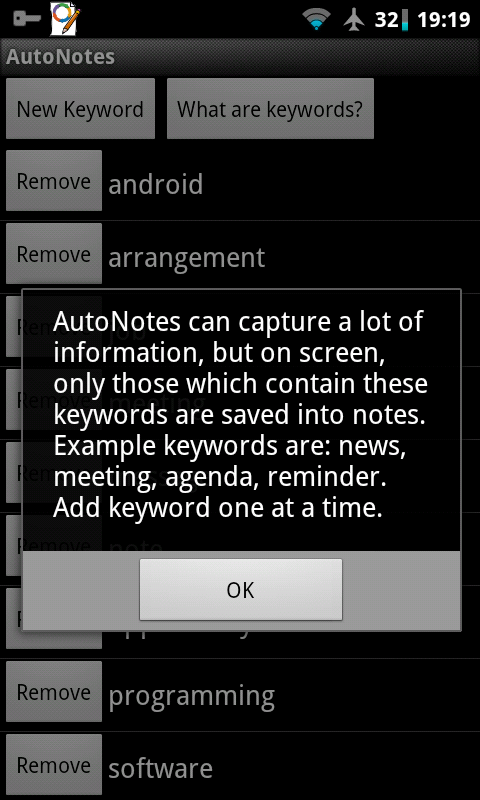 32 19:19
AutoNotes
New Keyword What are keywords?
Remove android
Remove arrangement
AutoNotes can capture a lot of
information, but on screen,
only those which contain these
keywords are saved into notes.
Example keywords are: news,
meeting, agenda, reminder.
Add keyword one at a time.
OK
Remove programming
Remove software